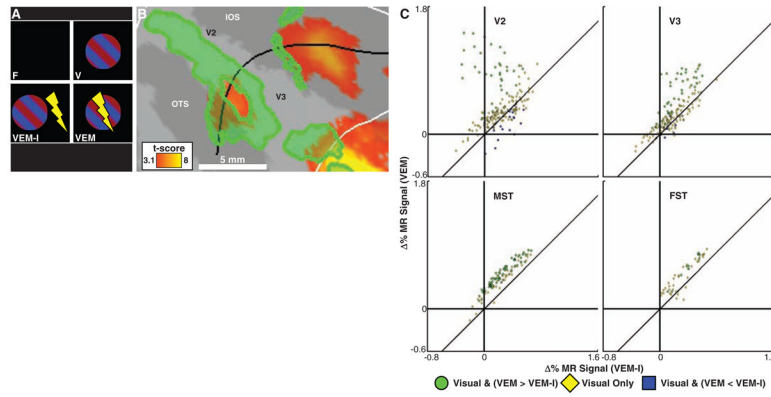 A
F
V
VEM-I
VEM
B
IOS
V2
OTS
V3
t-score
3.1 8
5 mm
C
1.8
V2
V3
0
-0.6
Δ% MR Signal (VEM)
1.8
MST
FST
0
-0.6
-0.8 0 1.6 0 1.
Δ% MR Signal (VEM-I)
Visual & (VEM > VEM-I) Visual Only Visual & (VEM < VEM-I)